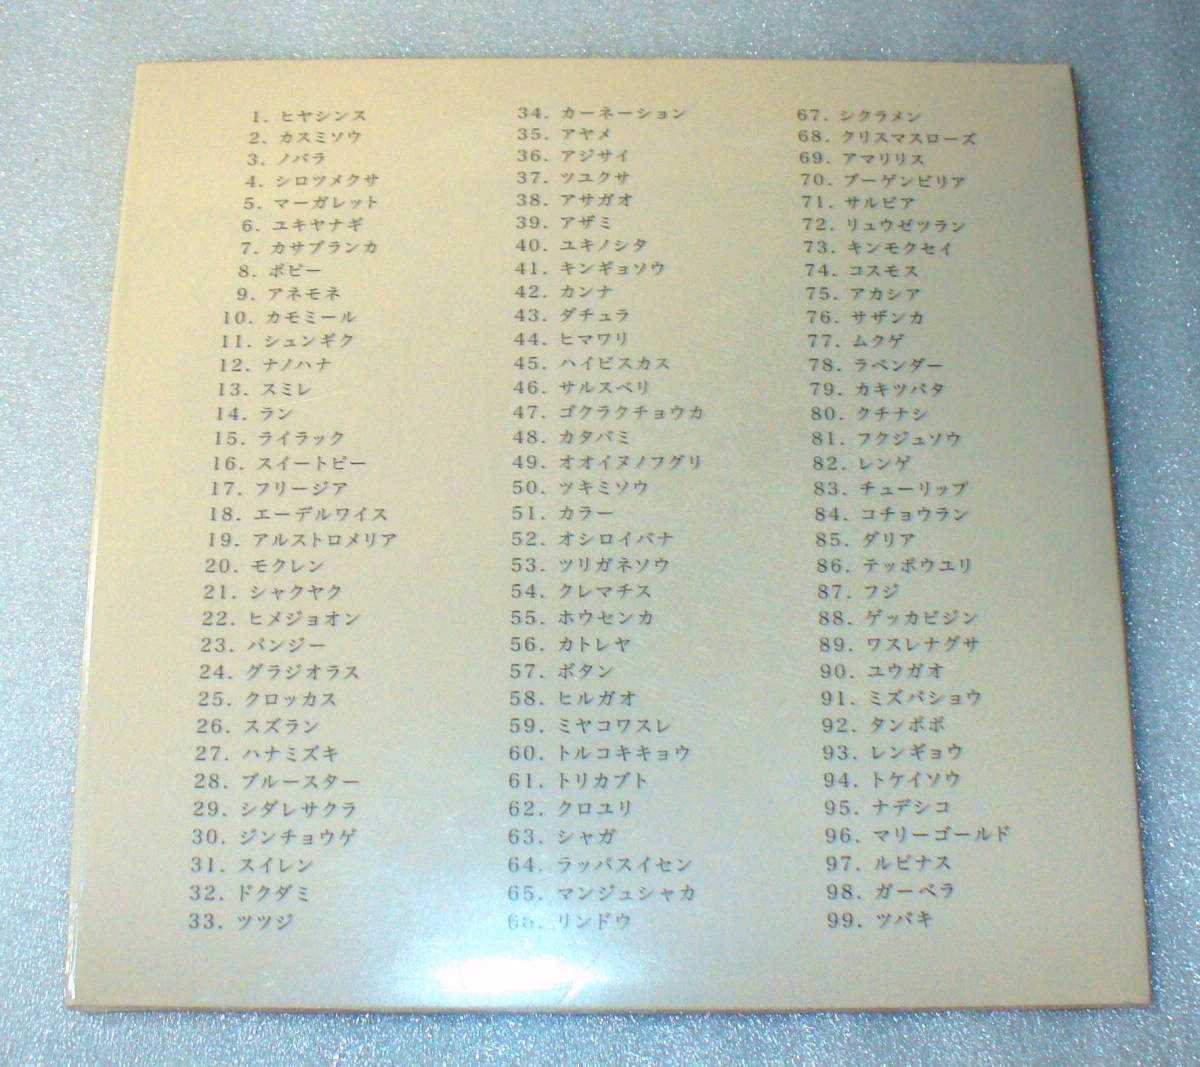 1. ヒヤシンス
2. カスミソウ
3. ノバラ
4. シロツメクサ
5. マーガレット
6. ユキヤナギ
7. カサブランカ
8. ポピー
9. アネモネ
10. カモミール
11. シュンギク
12. ナノハナ
13. スミレ
14. ラン
15. ライラック
16. スイートピー
17. フリージア
18. エーデルワイス
19. アルストロメリア
20. モクレン
21. シャクヤク
22. ヒメジョオン
23. パンジー
24. グラジオラス
25. クロッカス
26. スズラン
27. ハナミズキ
28. ブルースター
29. シダレザクラ
30. ジンチョウゲ
31. スイレン
32. ドクダミ
33. ツツジ
34. カーネーション
35. アヤメ
36. アジサイ
37. ツユクサ
38. アサガオ
39. アザミ
40. ユキノシタ
41. キンギョソウ
42. カンナ
43. ダチュラ
44. ヒマワリ
45. ハイビスカス
46. サルスベリ
47. ゴクラクチョウカ
48. カタバミ
49. オオイヌノフグリ
50. ツキミソウ
51. カラー
52. オシロイバナ
53. ツリガネソウ
54. クレマチス
55. ホウセンカ
56. カトレヤ
57. ボタン
58. ヒルガオ
59. ミヤコワスレ
60. トルコキキョウ
61. トリカブト
62. クロユリ
63. シャガ
64. ラッパスイセン
65. マンジュシャカ
66. リンドウ
67. シクラメン
68. クリスマスローズ
69. アマリリス
70. ブーゲンビリア
71. サルビア
72. リュウゼツラン
73. キンモクセイ
74. コスモス
75. アカシア
76. サザンカ
77. ムクゲ
78. ラベンダー
79. カキツバタ
80. クチナシ
81. フクジュソウ
82. レンゲ
83. チューリップ
84. コチョウラン
85. ダリア
86. テッポウユリ
87. フジ
88. ゲッカビジン
89. ワスレナグサ
90. ユウガオ
91. ミズバショウ
92. タンポポ
93. レンギョウ
94. トケイソウ
95. ナデシコ
96. マリーゴールド
97. ルピナス
98. ガーベラ
99. ツバキ